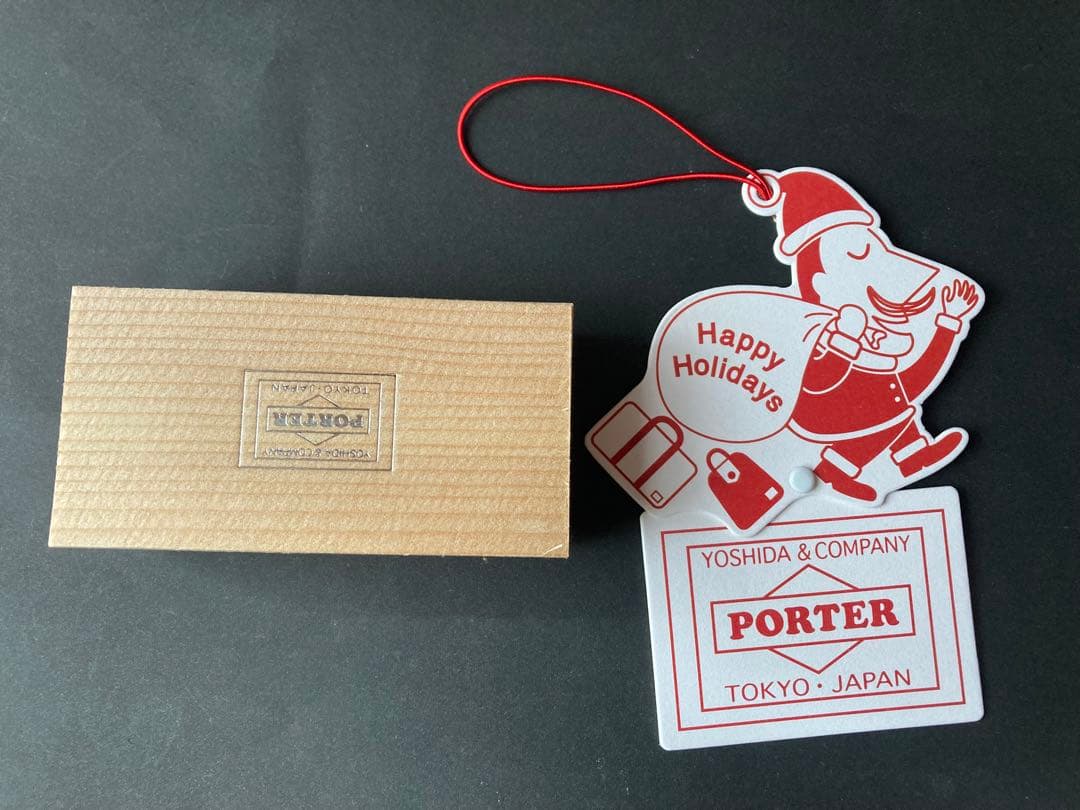 YOSHIDA & COMPANY
PORTER
TOKYO・JAPAN
Happy
Holidays
YOSHIDA & COMPANY
PORTER
TOKYO・JAPAN